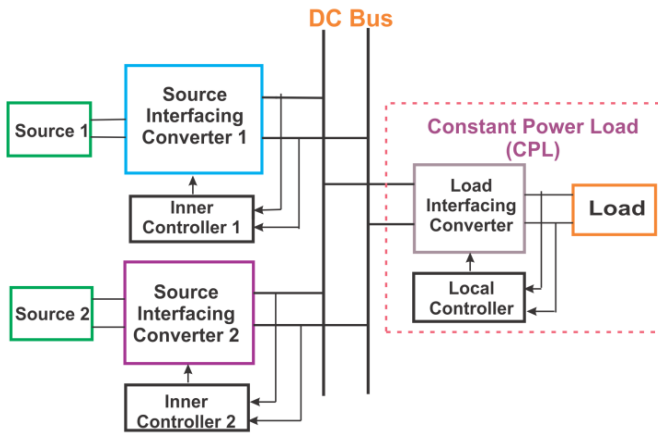 DC Bus
Source 1
Source
Interfacing
Converter 1
Inner
Controller 1
Constant Power Load
(CPL)
Load
Interfacing
Converter
Load
Local
Controller
Source 2
Source
Interfacing
Converter 2
Inner
Controller 2